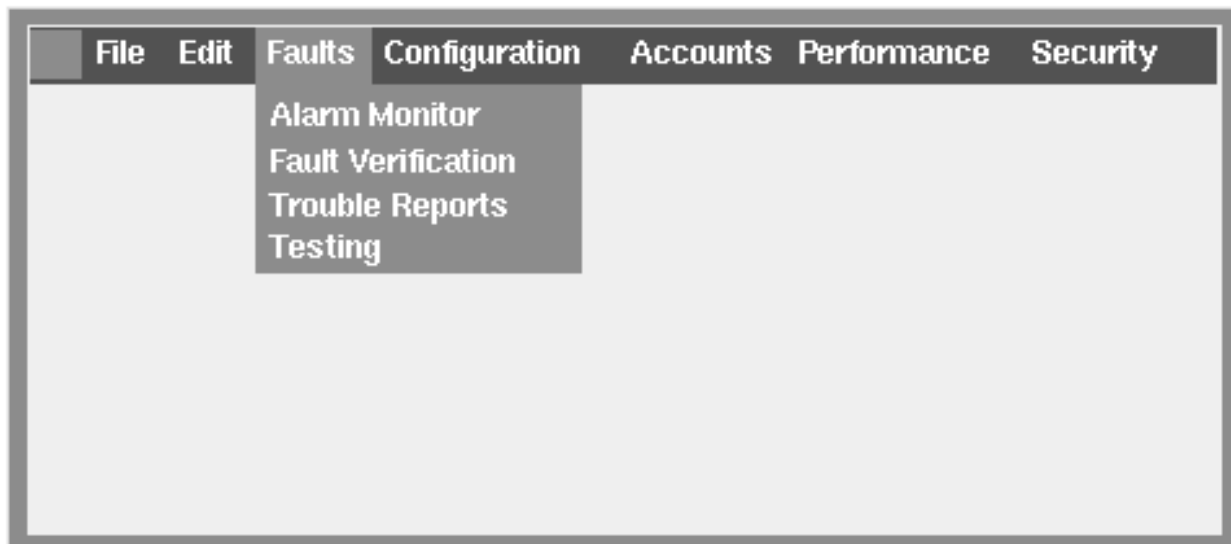 File Edit Faults Configuration Accounts Performance Security
Alarm Monitor
Fault Verification
Trouble Reports
Testing